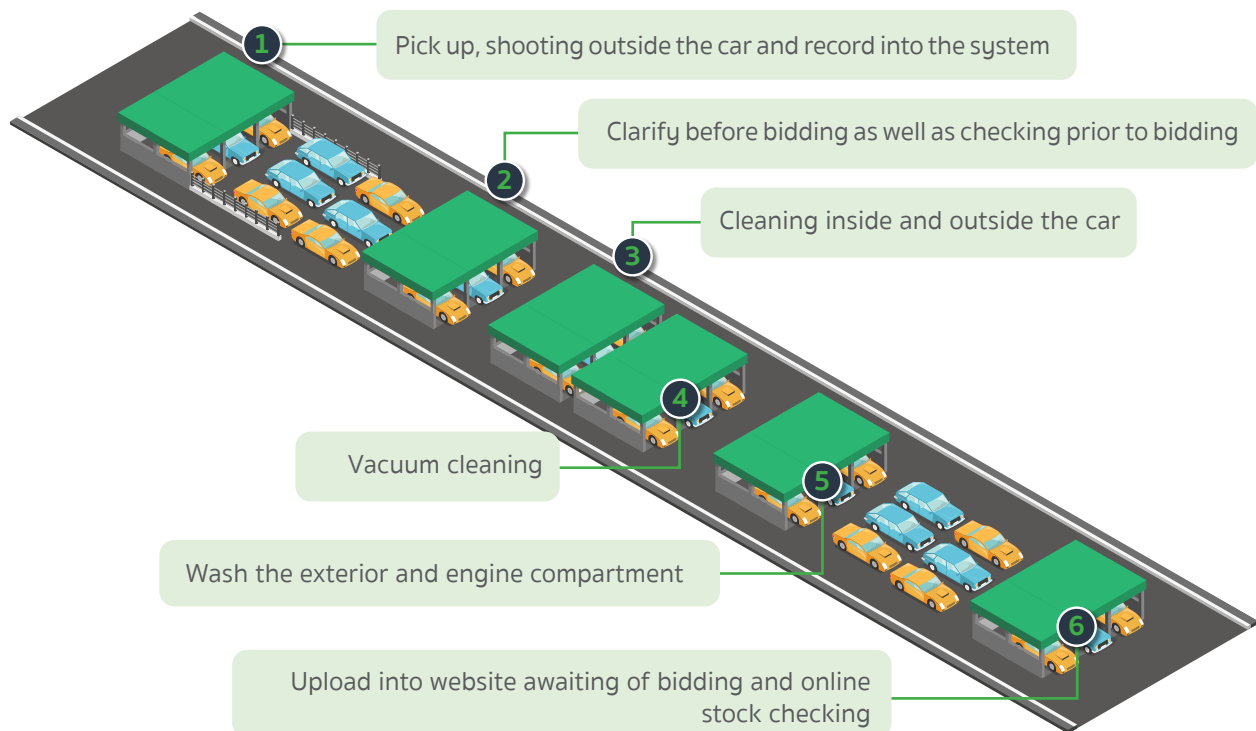 1
Pick up, shooting outside the car and record into the system
2
Clarify before bidding as well as checking prior to bidding
3
Cleaning inside and outside the car
4
Vacuum cleaning
5
Wash the exterior and engine compartment
6
Upload into website awaiting of bidding and online
stock checking